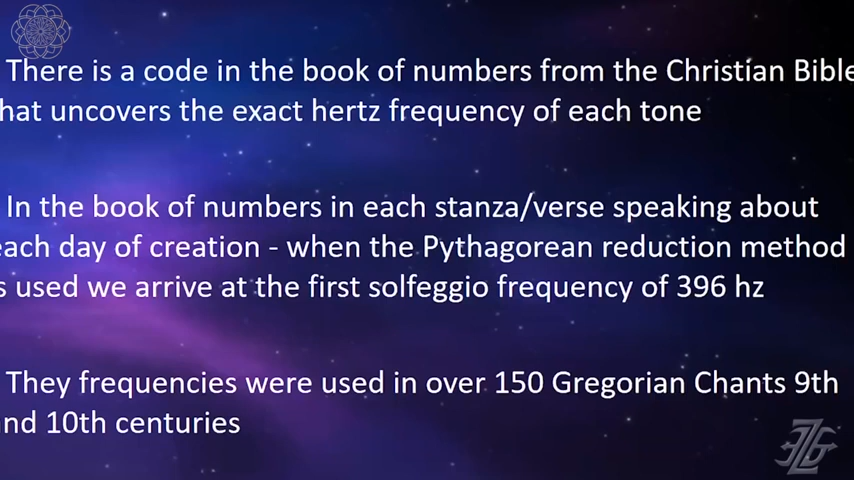 There is a code in the book of numbers from the Christian Bible
hat uncovers the exact hertz frequency of each tone
In the book of numbers in each stanza/verse speaking about
each day of creation - when the Pythagorean reduction method
s used we arrive at the first solfeggio frequency of 396 hz
They frequencies were used in over 150 Gregorian Chants 9th
nd 10th centuries